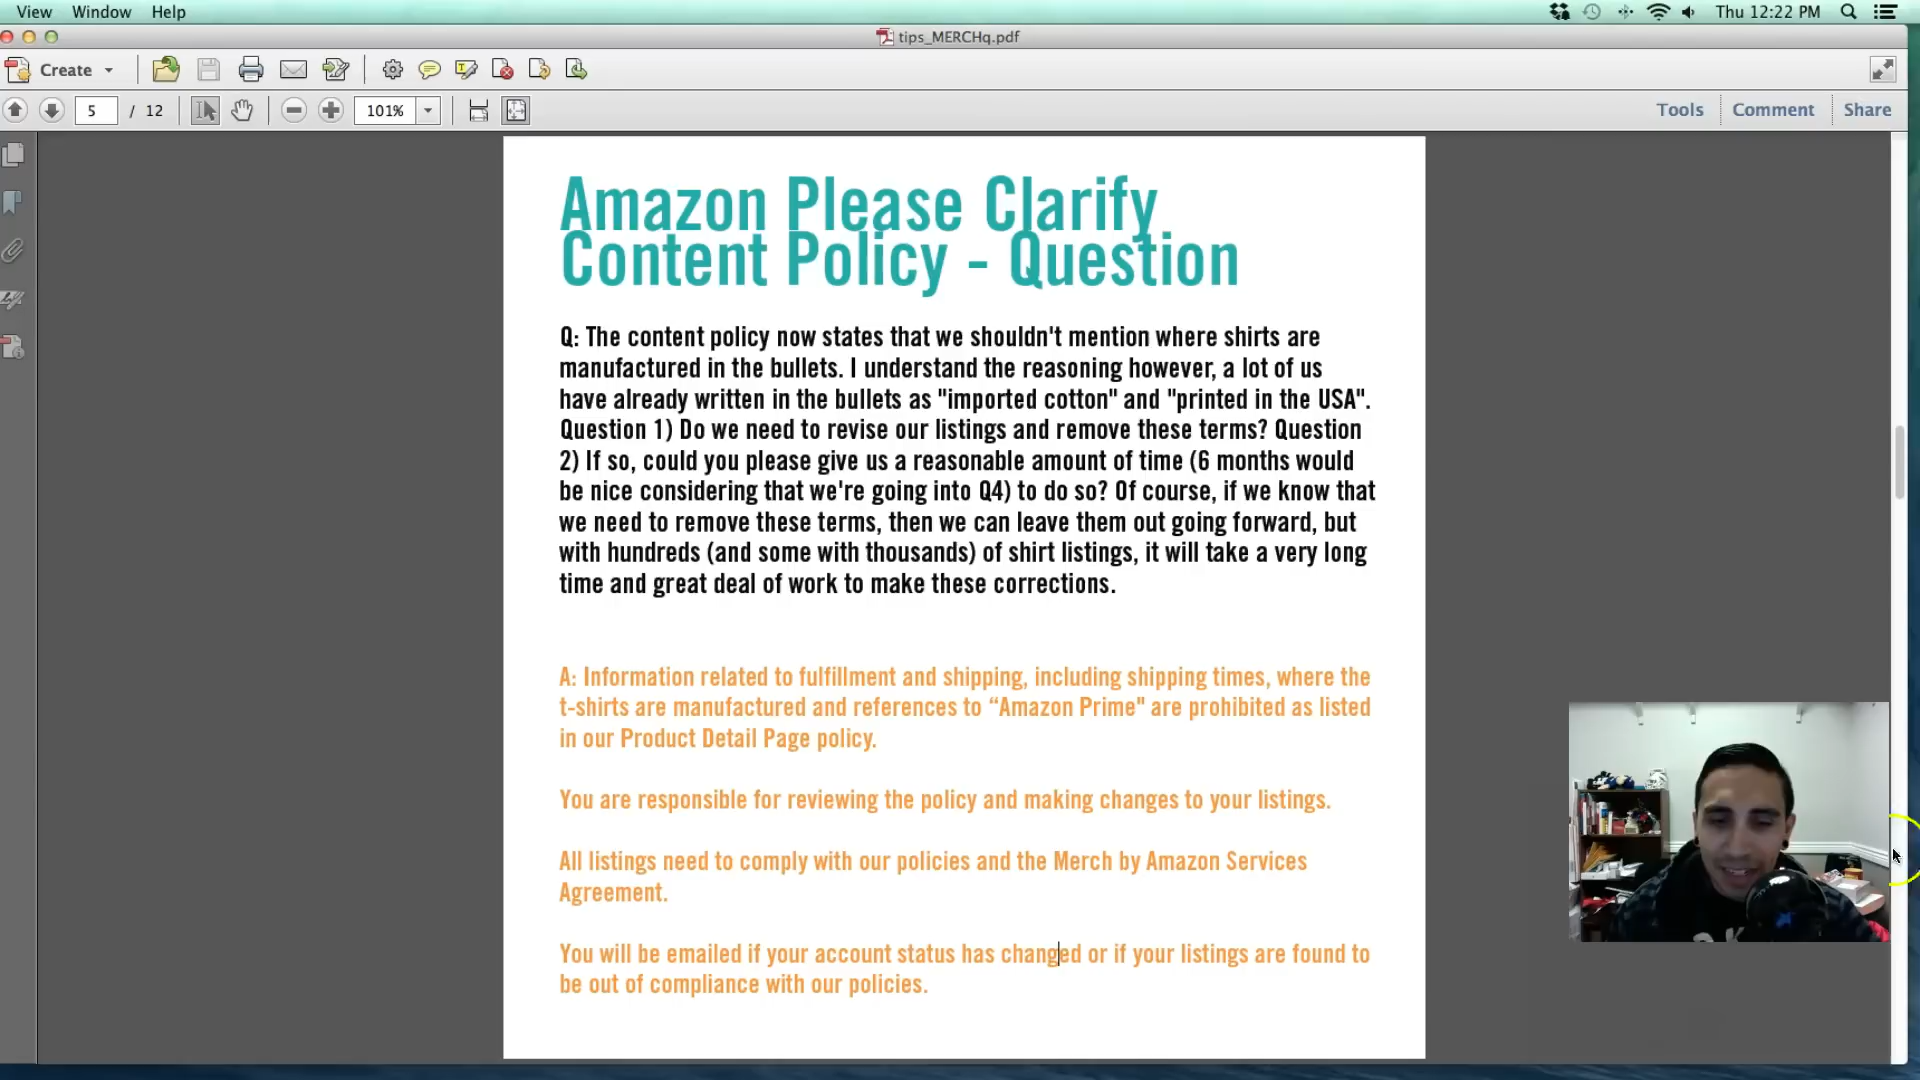 View Window Help Thu 12:22 PM
tips_MERCHq.pdf
Create
5 / 12 101% Tools Comment Share
Amazon Please Clarify
Content Policy - Question
Q: The content policy now states that we shouldn't mention where shirts are
manufactured in the bullets. I understand the reasoning however, a lot of us
have already written in the bullets as "imported cotton" and "printed in the USA".
Question 1) Do we need to revise our listings and remove these terms? Question
2) If so, could you please give us a reasonable amount of time (6 months would
be nice considering that we're going into Q4) to do so? Of course, if we know that
we need to remove these terms, then we can leave them out going forward, but
with hundreds (and some with thousands) of shirt listings, it will take a very long
time and great deal of work to make these corrections.
A: Information related to fulfillment and shipping, including shipping times, where the
t-shirts are manufactured and references to “Amazon Prime" are prohibited as listed
in our Product Detail Page policy.
You are responsible for reviewing the policy and making changes to your listings.
All listings need to comply with our policies and the Merch by Amazon Services
Agreement.
You will be emailed if your account status has changed or if your listings are found to
be out of compliance with our policies.